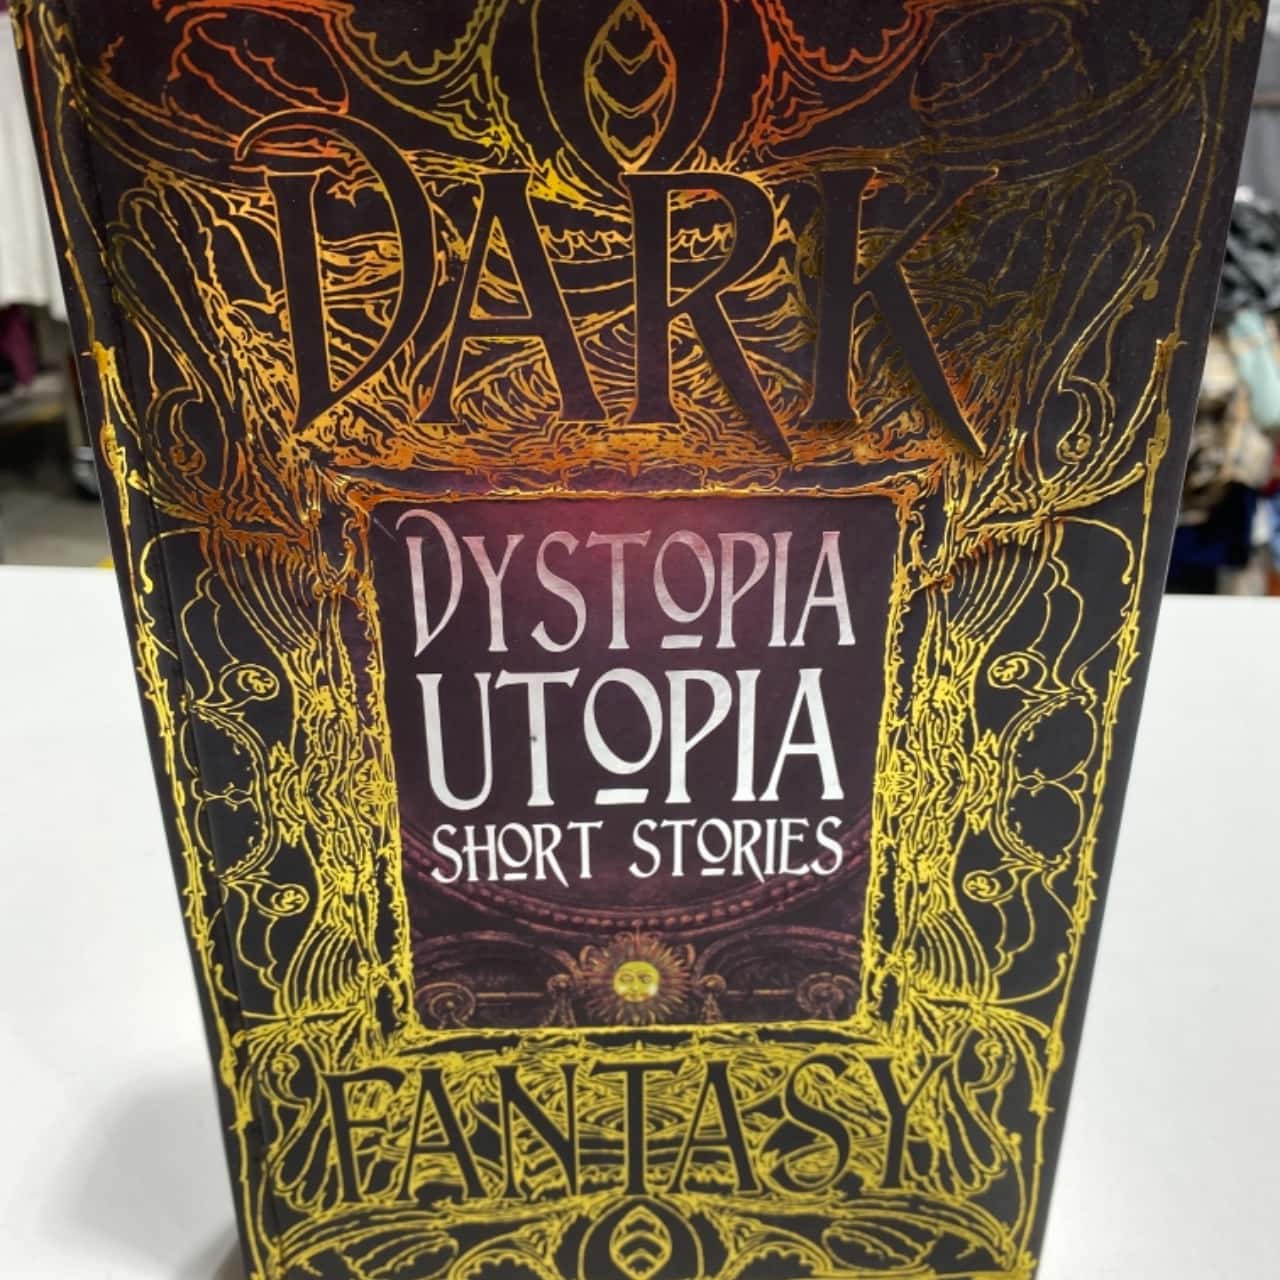 DARK
DYSTOPIA
UTOPIA
SHORT STORIES
FANTASY